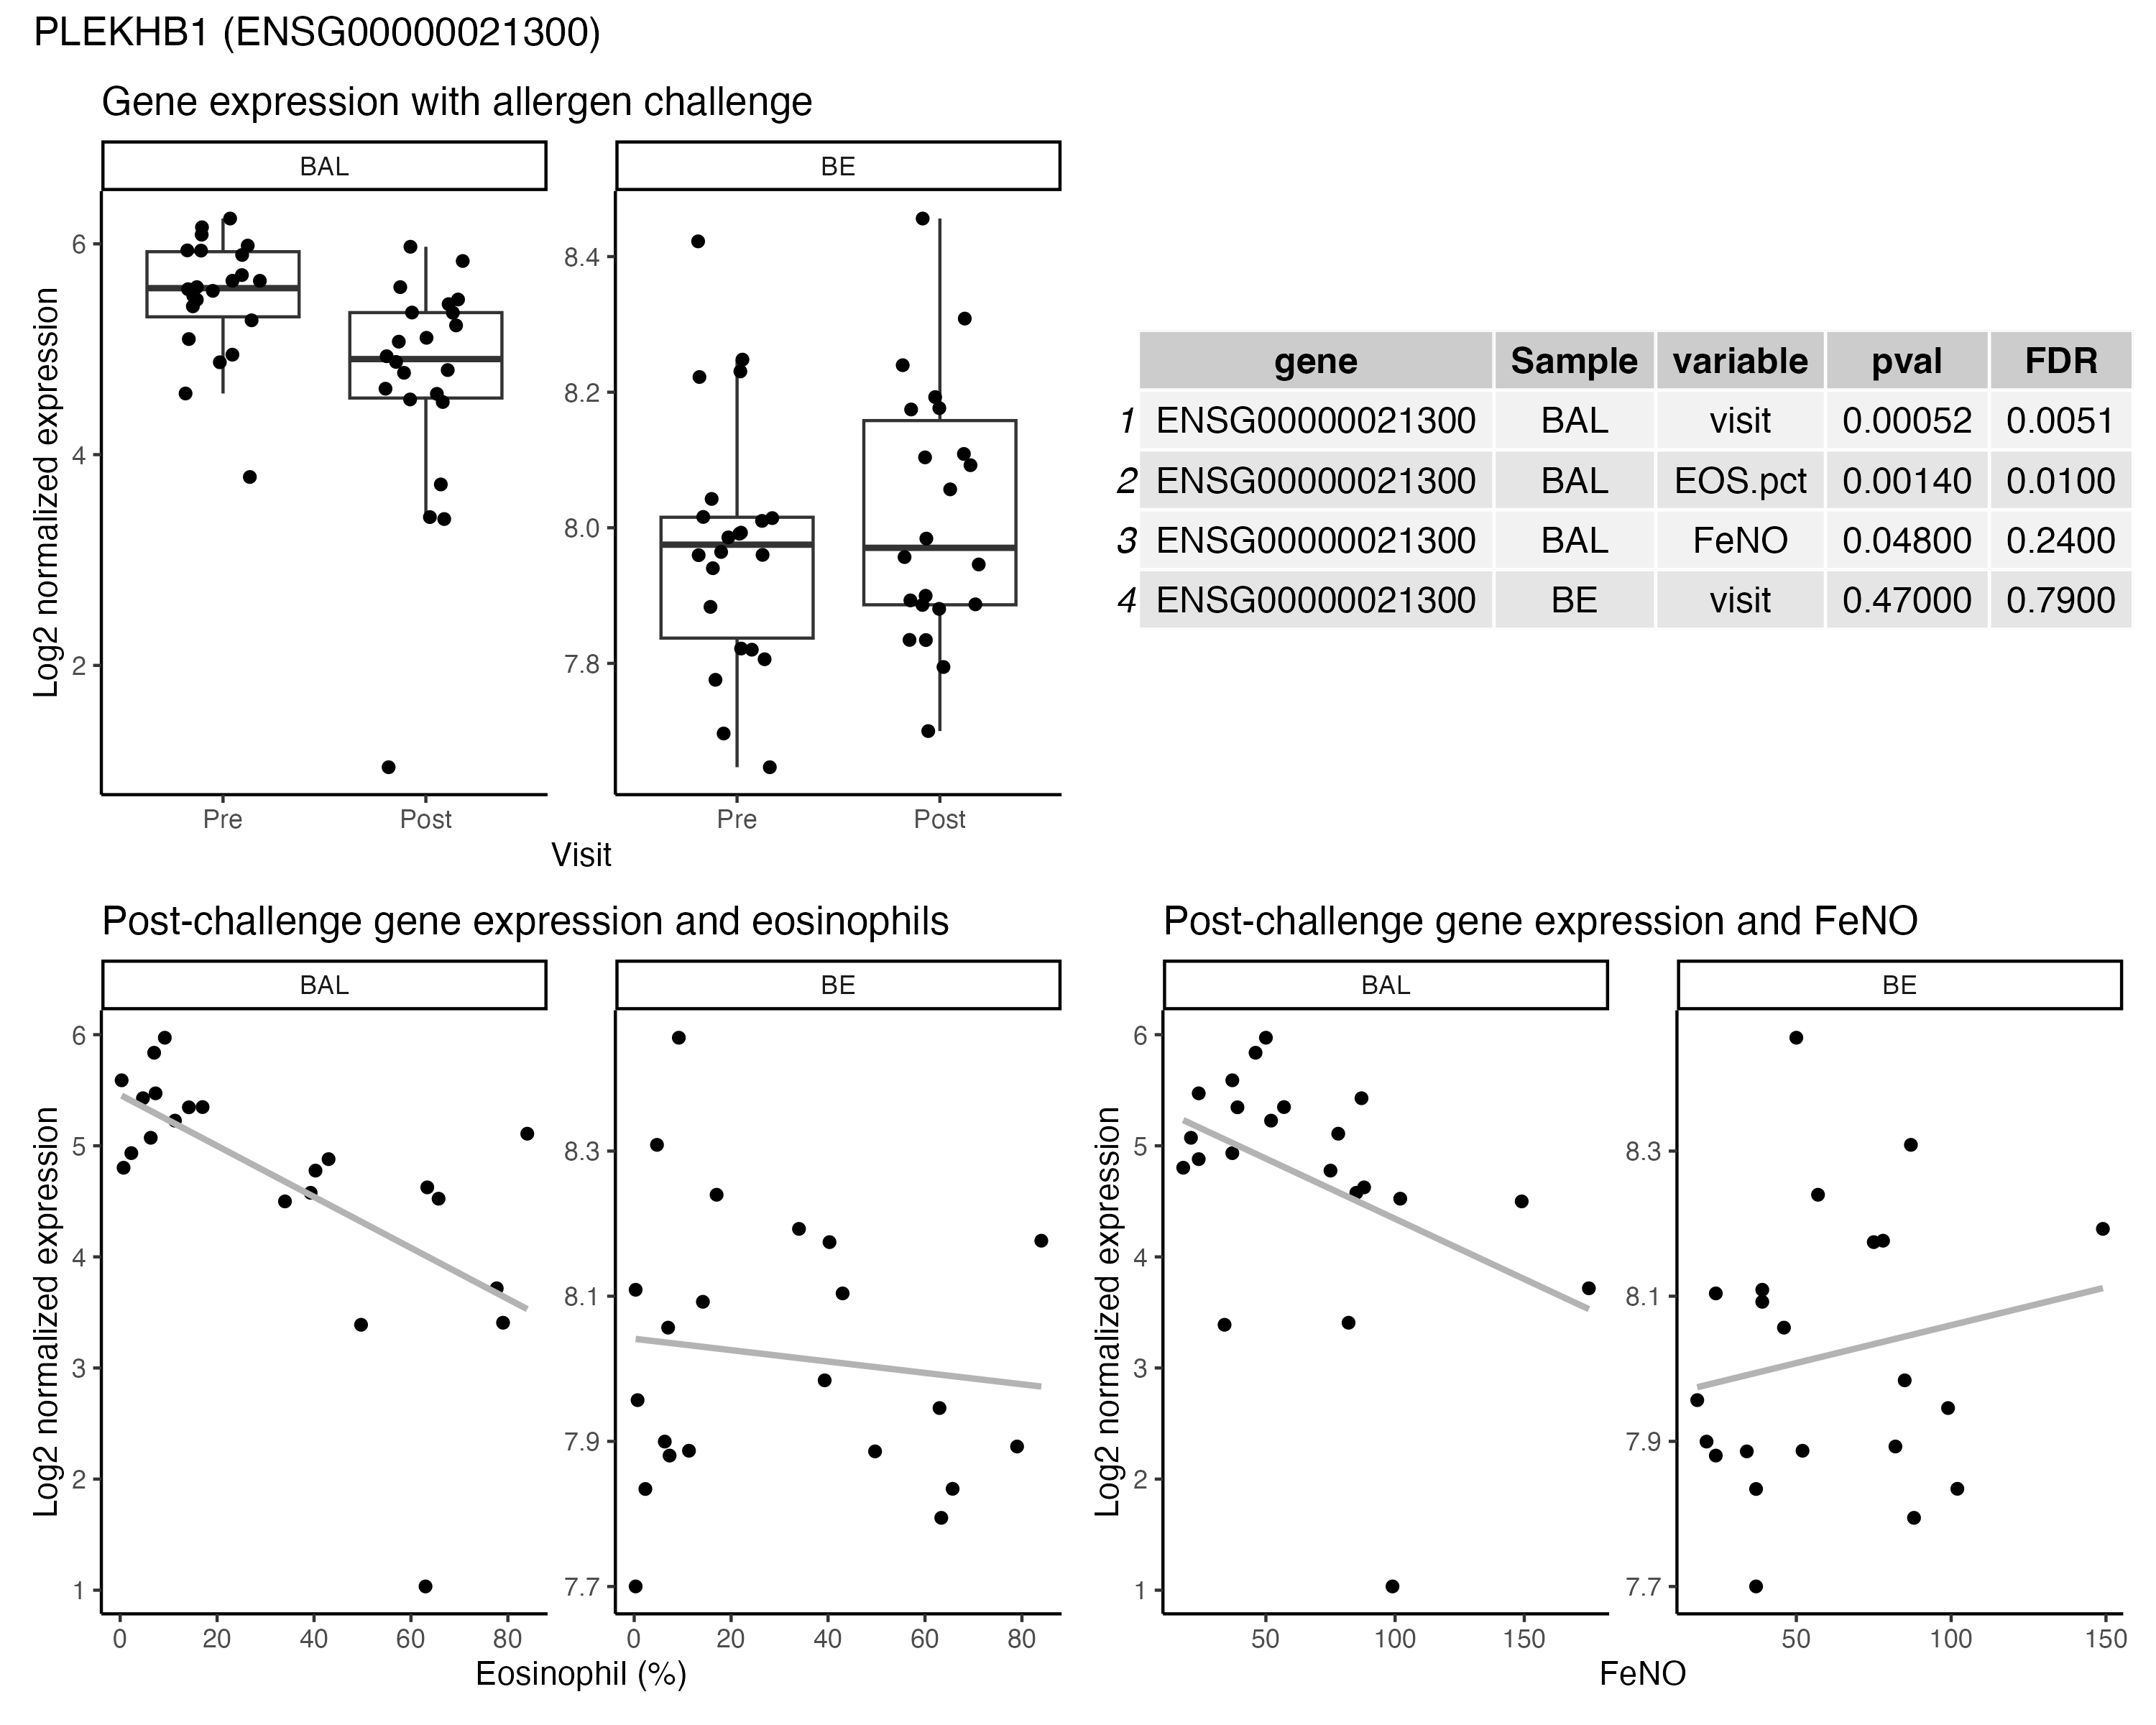 PLEKHB1 (ENSG00000021300)
Gene expression with allergen challenge
BAL BE
Log2 normalized expression
6
4
2
8.4
8.2
8.0
7.8
Pre Post Pre Post
Visit
gene Sample variable pval FDR
1 ENSG00000021300 BAL visit 0.00052 0.0051
2 ENSG00000021300 BAL EOS.pct 0.00140 0.0100
3 ENSG00000021300 BAL FeNO 0.04800 0.2400
4 ENSG00000021300 BE visit 0.47000 0.7900
Post-challenge gene expression and eosinophils
BAL BE
Log2 normalized expression
6
5
4
3
2
1
8.3
8.1
7.9
7.7
0 20 40 60 80 0 20 40 60 80
Eosinophil (%)
Post-challenge gene expression and FeNO
BAL BE
Log2 normalized expression
6
5
4
3
2
1
8.3
8.1
7.9
7.7
50 100 150 50 100 150
FeNO